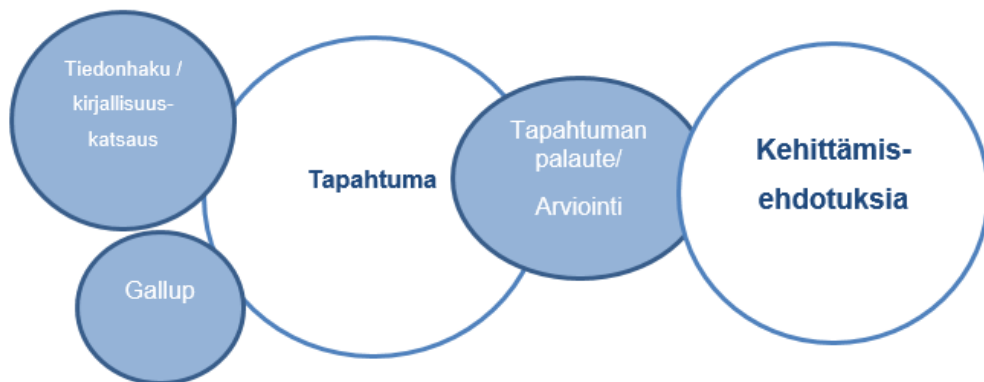 Tiedonhaku /
kirjallisuus-
katsaus
Gallup
Tapahtuma
Tapahtuman
palaute/
Arviointi
Kehittämis-
ehdotuksia